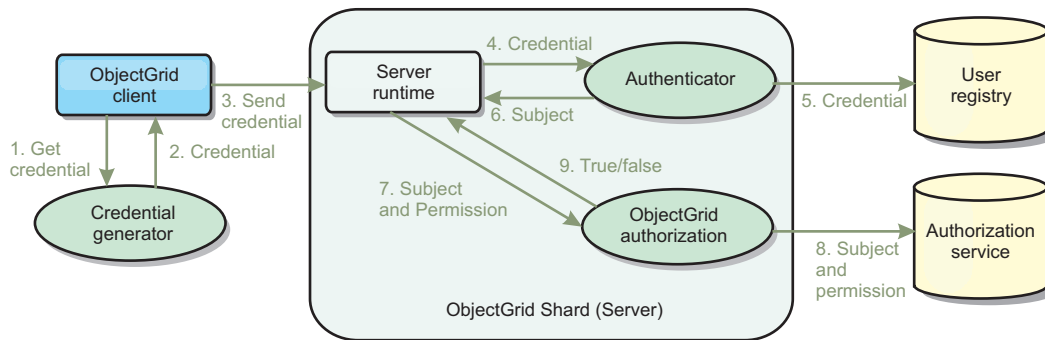 ObjectGrid
client
1. Get
credential
2. Credential
Credential
generator
3. Send
credential
Server
runtime
4. Credential
Authenticator
5. Credential
User
registry
6. Subject
7. Subject
and Permission
9. True/false
ObjectGrid
authorization
8. Subject
and
permission
Authorization
service
ObjectGrid Shard (Server)